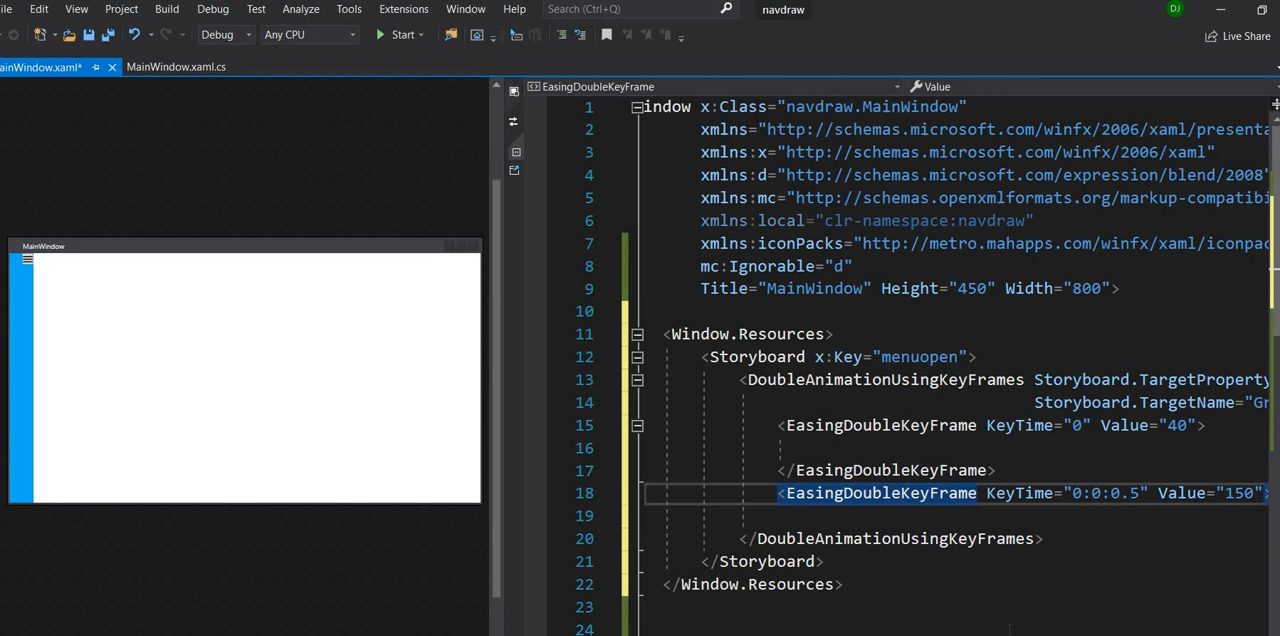 ile Edit View Project Build Debug Test Analyze Tools Extensions Window Help Search (Ctrl+Q) navdraw DJ
Debug Any CPU Start Live Share
ainWindow.xaml* MainWindow.xaml.cs
EasingDoubleKeyFrame Value
MainWindow
1 indow x:Class="navdraw.MainWindow"
2 xmlns="http://schemas.microsoft.com/winfx/2006/xaml/presenta
3 xmlns:x="http://schemas.microsoft.com/winfx/2006/xaml"
4 xmlns:d="http://schemas.microsoft.com/expression/blend/2008"
5 xmlns:mc="http://schemas.openxmlformats.org/markup-compatibi
6 xmlns:local="clr-namespace:navdraw"
7 xmlns:iconPacks="http://metro.mahapps.com/winfx/xaml/iconpac
8 mc:Ignorable="d"
9 Title="MainWindow" Height="450" Width="800">
10
11 <Window.Resources>
12 <Storyboard x:Key="menuopen">
13 <DoubleAnimationUsingKeyFrames Storyboard.TargetProperty
14 Storyboard.TargetName="Gr
15 <EasingDoubleKeyFrame KeyTime="0" Value="40">
16
17 </EasingDoubleKeyFrame>
18 <EasingDoubleKeyFrame KeyTime="0:0:0.5" Value="150">
19
20 </DoubleAnimationUsingKeyFrames>
21 </Storyboard>
22 </Window.Resources>
23
24